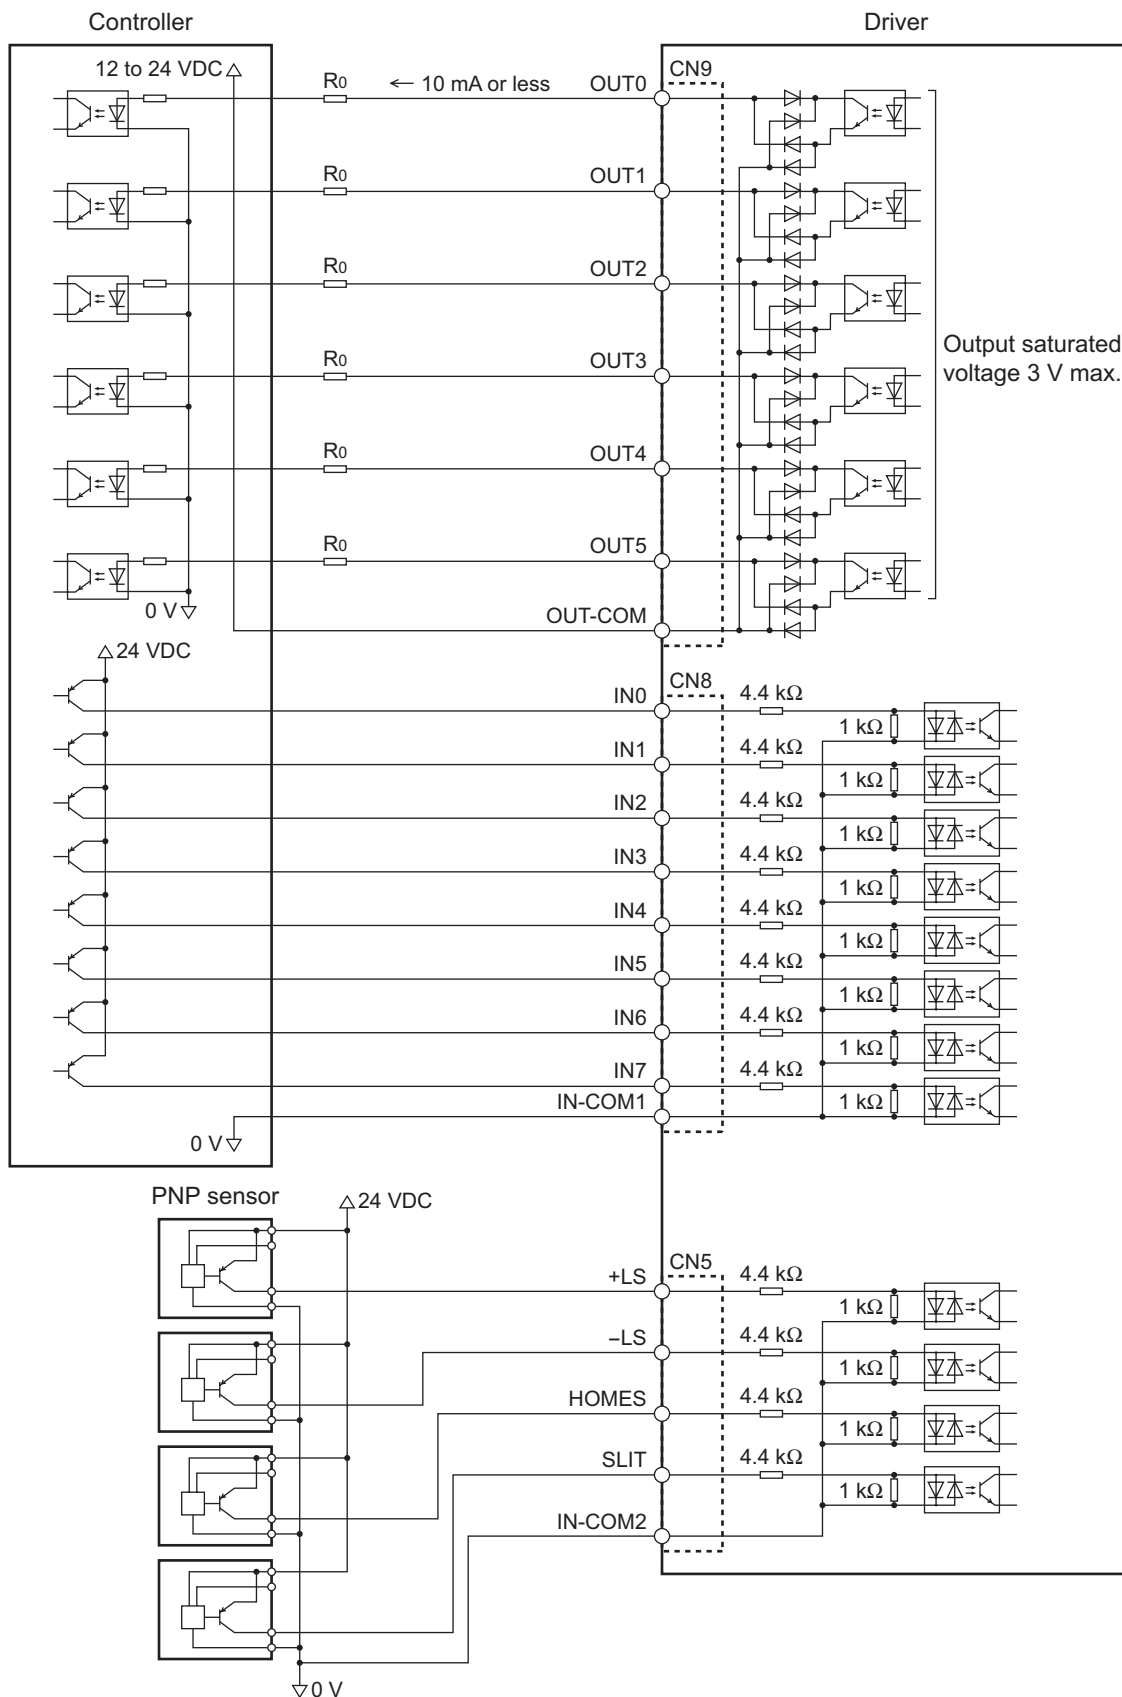 Controller
Driver
12 to 24 VDC
R0
← 10 mA or less
OUT0
CN9
R0
OUT1
R0
OUT2
R0
OUT3
Output saturated
voltage 3 V max.
R0
OUT4
R0
OUT5
0 V
OUT-COM
24 VDC
CN8
IN0
4.4 kΩ
1 kΩ
IN1
4.4 kΩ
1 kΩ
IN2
4.4 kΩ
1 kΩ
IN3
4.4 kΩ
1 kΩ
IN4
4.4 kΩ
1 kΩ
IN5
4.4 kΩ
1 kΩ
IN6
4.4 kΩ
1 kΩ
IN7
4.4 kΩ
1 kΩ
IN-COM1
0 V
PNP sensor
24 VDC
CN5
+LS
4.4 kΩ
1 kΩ
–LS
4.4 kΩ
1 kΩ
HOMES
4.4 kΩ
1 kΩ
SLIT
4.4 kΩ
1 kΩ
IN-COM2
0 V